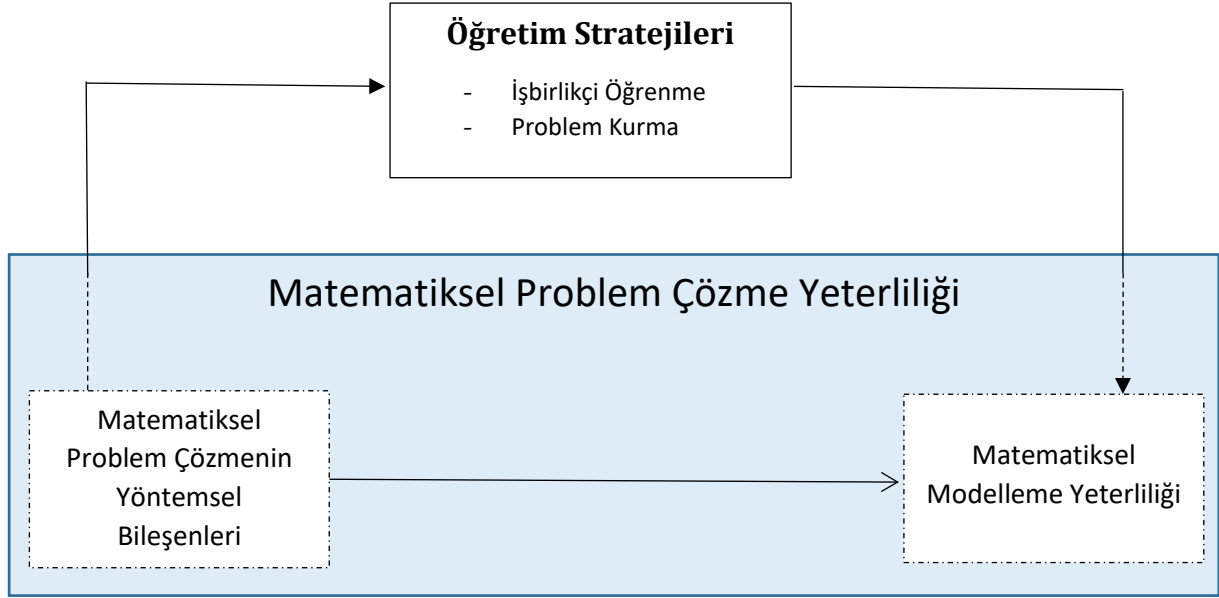 Öğretim Stratejileri
- İşbirlikçi Öğrenme
- Problem Kurma
Matematiksel Problem Çözme Yeterliliği
Matematiksel
Problem Çözmenin
Yöntemsel
Bileşenleri
Matematiksel
Modelleme Yeterliliği